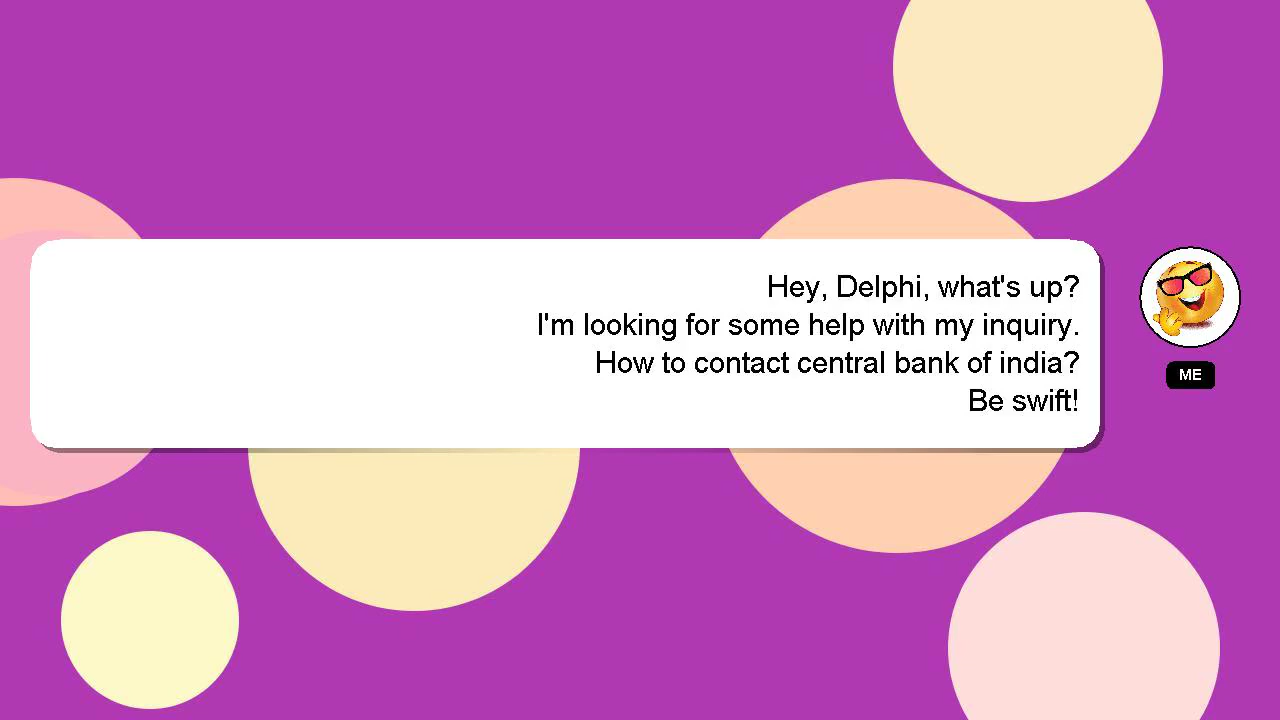 Hey, Delphi, what's up?
I'm looking for some help with my inquiry.
How to contact central bank of india?
Be swift!
ME